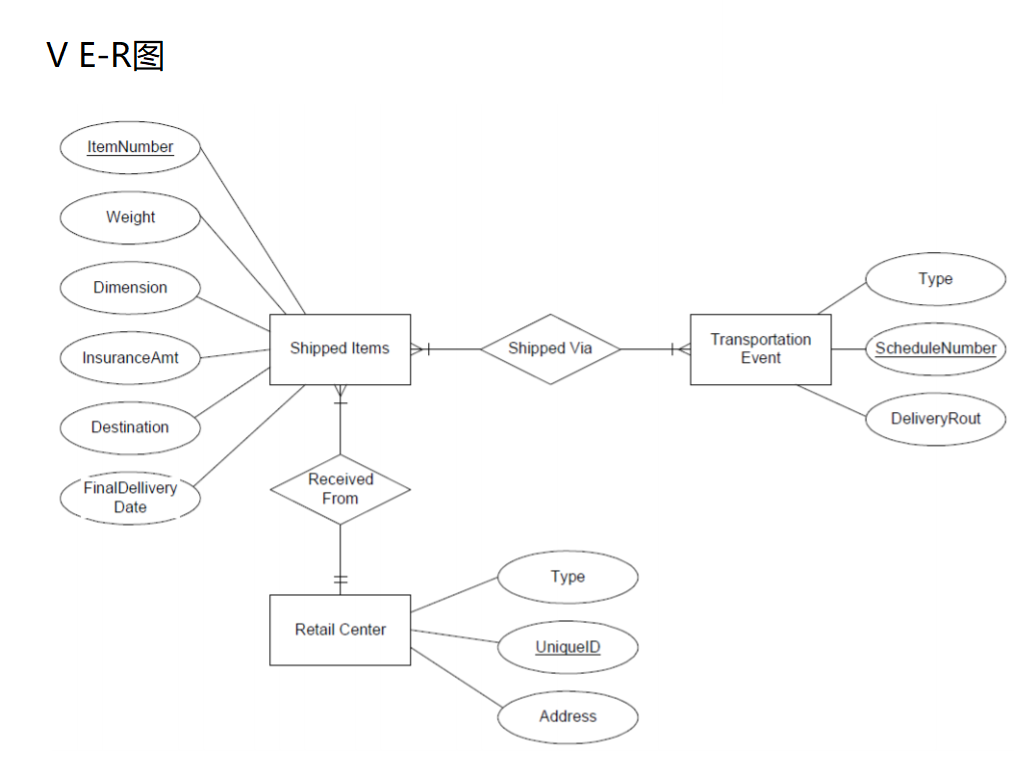 V E-R图
ItemNumber
Weight
Dimension
InsuranceAmt
Destination
FinalDellivery
Date
Shipped Items
Shipped Via
Transportation
Event
Type
ScheduleNumber
DeliveryRout
Received
From
Retail Center
Type
UniqueID
Address